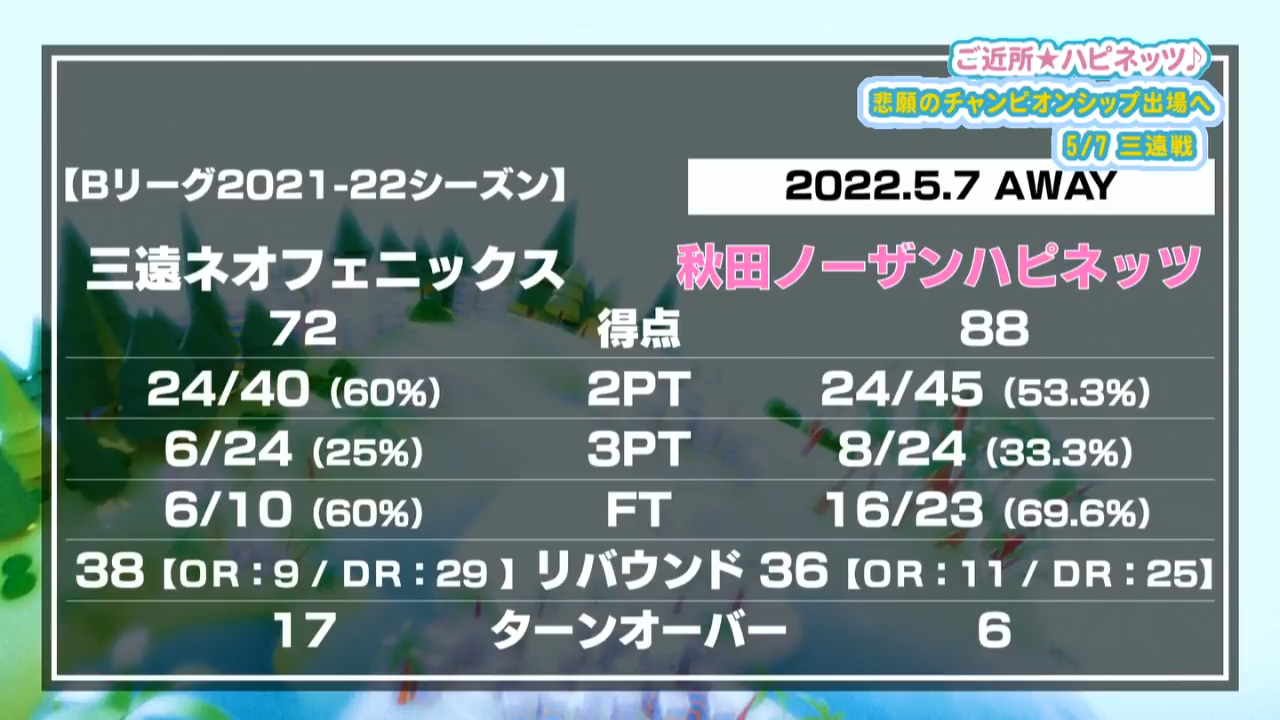 ご近所★ハピネッツ♪
悲願のチャンピオンシップ出場へ
5/7 三遠戦
【Bリーグ2021-22シーズン】
2022.5.7 AWAY
三遠ネオフェニックス 秋田ノーザンハピネッツ
72 得点 88
24/40 (60%) 2PT 24/45 (53.3%)
6/24 (25%) 3PT 8/24 (33.3%)
6/10 (60%) FT 16/23 (69.6%)
38【OR:9 / DR:29 】リバウンド 36【OR:11 / DR:25】
17 ターンオーバー 6